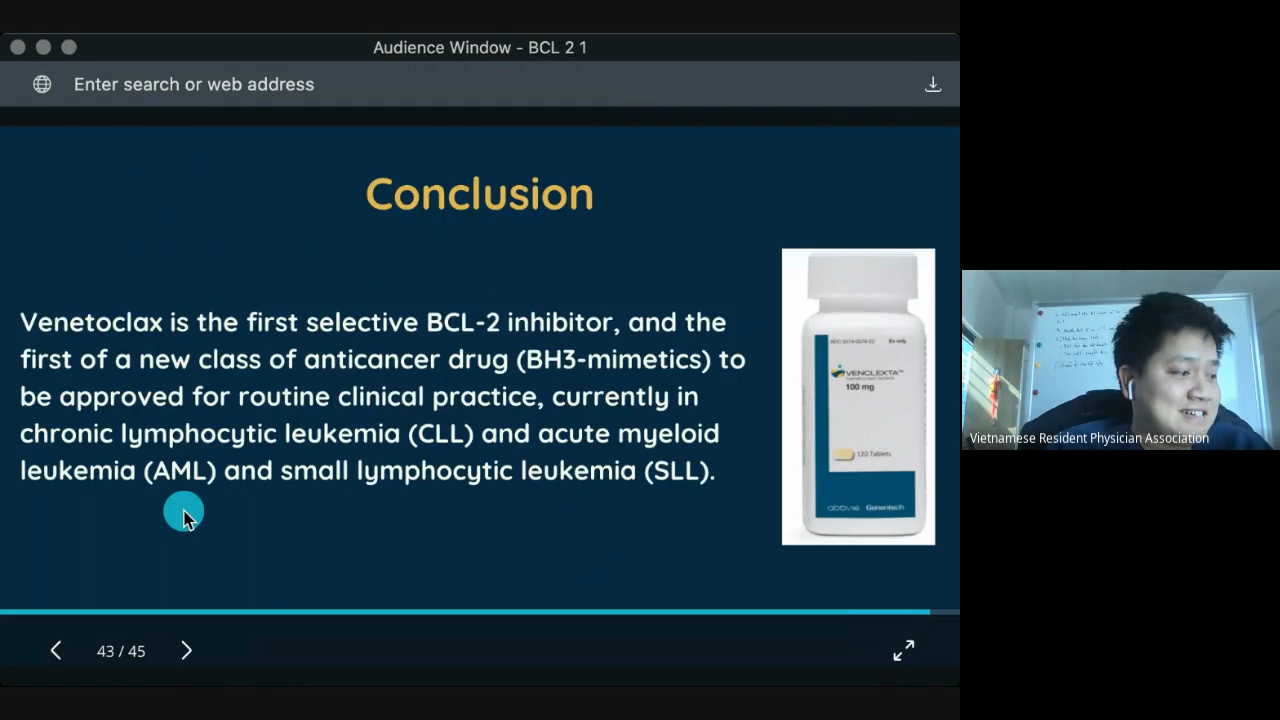 Audience Window - BCL 2 1
Enter search or web address
Conclusion
Venetoclax is the first selective BCL-2 inhibitor, and the
first of a new class of anticancer drug (BH3-mimetics) to
be approved for routine clinical practice, currently in
chronic lymphocytic leukemia (CLL) and acute myeloid
leukemia (AML) and small lymphocytic leukemia (SLL).
Rx only
VENCLEXTA™
100 mg
120 Tablets
abbvie Genentech
43 / 45
Vietnamese Resident Physician Association